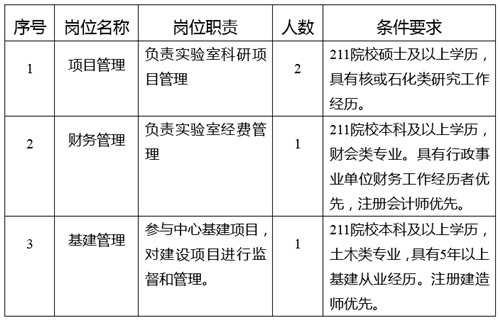 序号 岗位名称 岗位职责 人数 条件要求
1 项目管理 负责实验室科研项目管理 2 211院校硕士及以上学历，具有核或石化类研究工作经历。
2 财务管理 负责实验室经费管理 1 211院校本科及以上学历，财会类专业。具有行政事业单位财务工作经历者优先，注册会计师优先。
3 基建管理 参与中心基建项目，对建设项目进行监督和管理。 1 211院校本科及以上学历，土木类专业，具有5年以上基建从业经历。注册建造师优先。